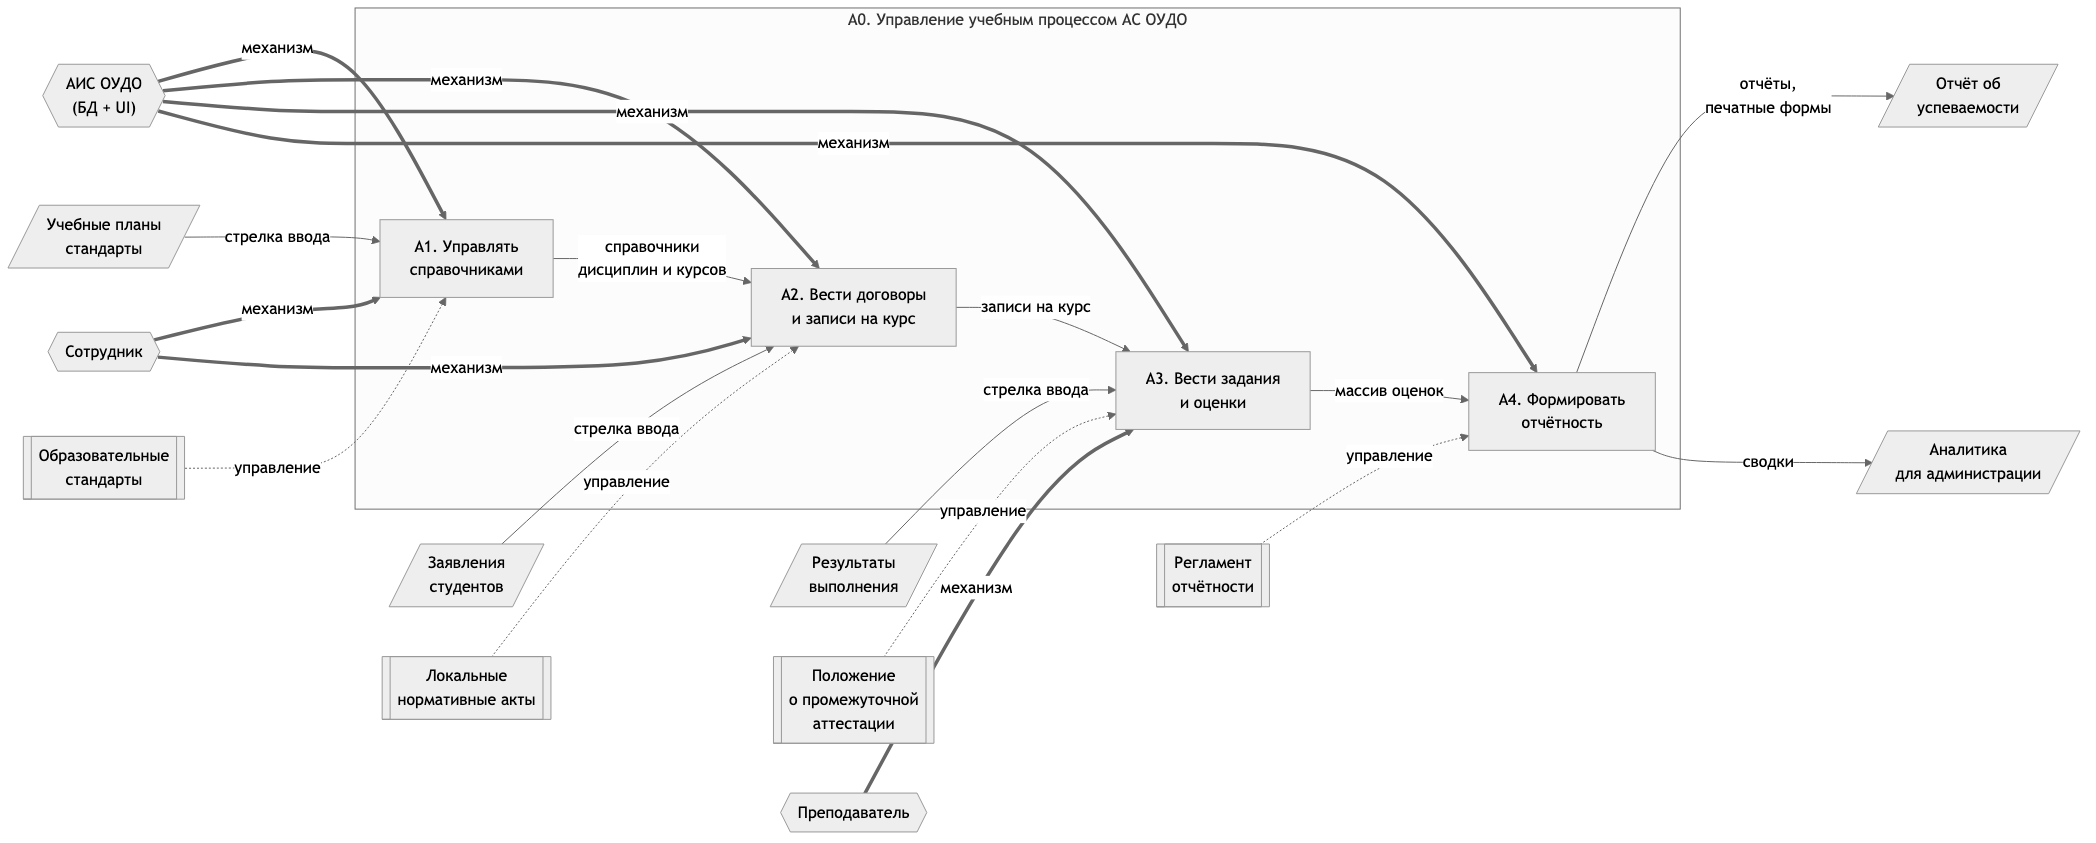 А0. Управление учебным процессом АС ОУДО
механизм
АИС ОУДО
(БД + UI)
механизм
механизм
механизм
отчёты,
печатные формы
Отчёт об
успеваемости
Учебные планы
стандарты
стрелка ввода
А1. Управлять
справочниками
справочники
дисциплин и курсов
А2. Вести договоры
и записи на курс
записи на курс
механизм
Сотрудник
механизм
стрелка ввода
А3. Вести задания
и оценки
массив оценок
А4. Формировать
отчётность
Образовательные
стандарты
управление
стрелка ввода
управление
управление
управление
сводки
Аналитика
для администрации
Заявления
студентов
Результаты
выполнения
механизм
Регламент
отчётности
Локальные
нормативные акты
Положение
о промежуточной
аттестации
Преподаватель